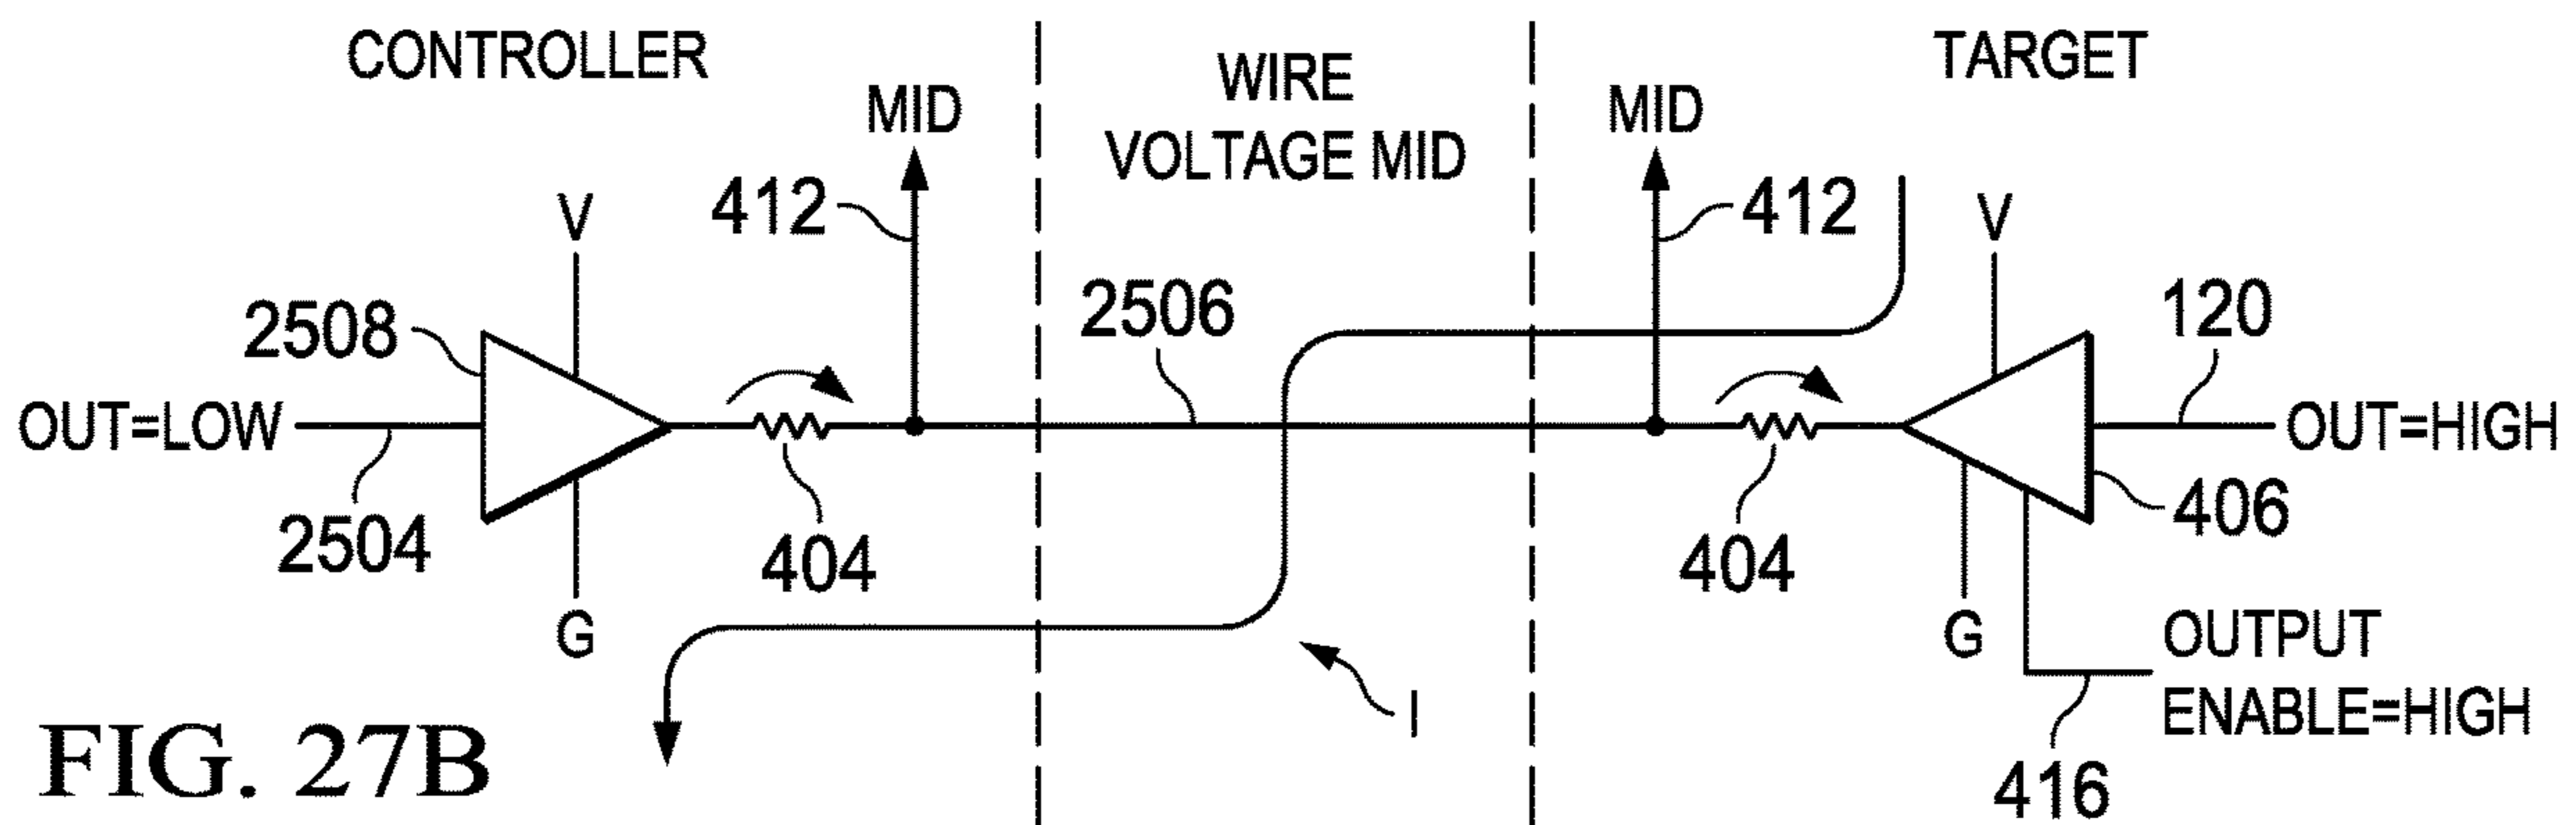 CONTROLLER
WIRE
VOLTAGE MID
TARGET
MID
MID
412
412
V
V
2508
2506
120
OUT=LOW
OUT=HIGH
2504
404
404
406
G
G
OUTPUT
ENABLE=HIGH
I
416
FIG. 27B